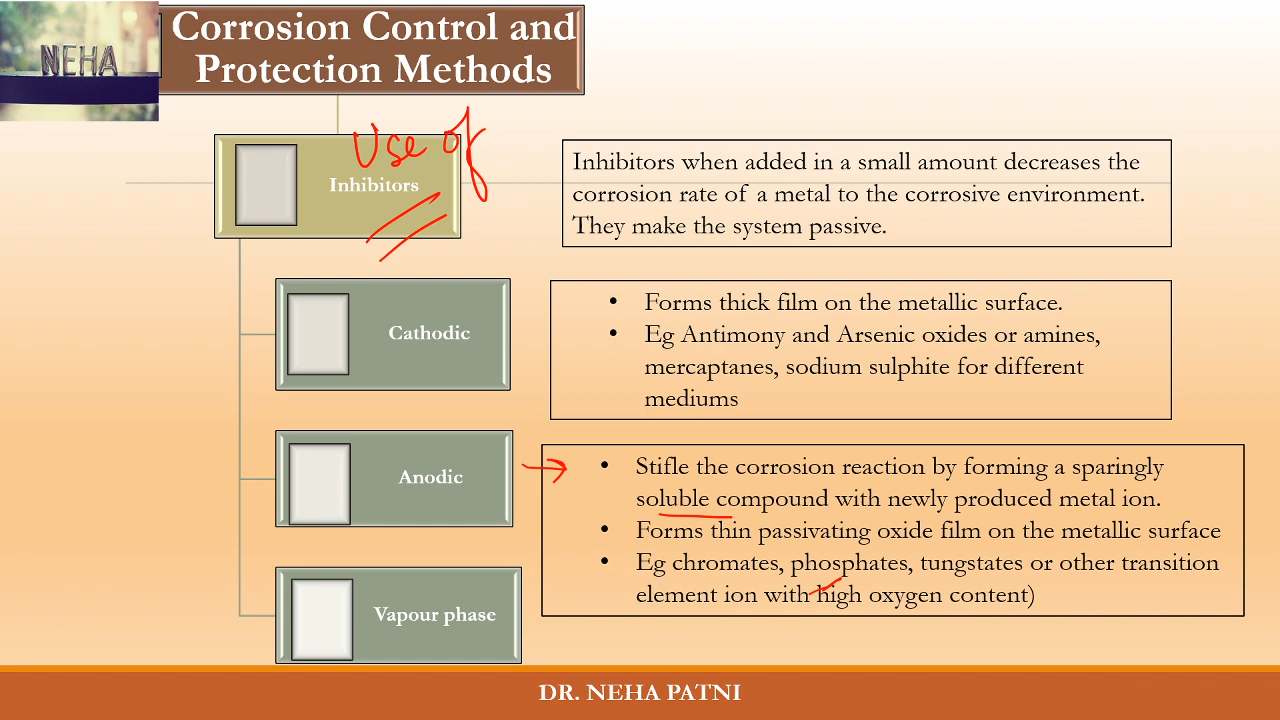 NEHA
Corrosion Control and
Protection Methods
Use of
Inhibitors
Inhibitors when added in a small amount decreases the
corrosion rate of a metal to the corrosive environment.
They make the system passive.
Cathodic
• Forms thick film on the metallic surface.
• Eg Antimony and Arsenic oxides or amines,
mercaptanes, sodium sulphite for different
mediums
Anodic
• Stifle the corrosion reaction by forming a sparingly
soluble compound with newly produced metal ion.
• Forms thin passivating oxide film on the metallic surface
• Eg chromates, phosphates, tungstates or other transition
element ion with high oxygen content)
Vapour phase
DR. NEHA PATNI